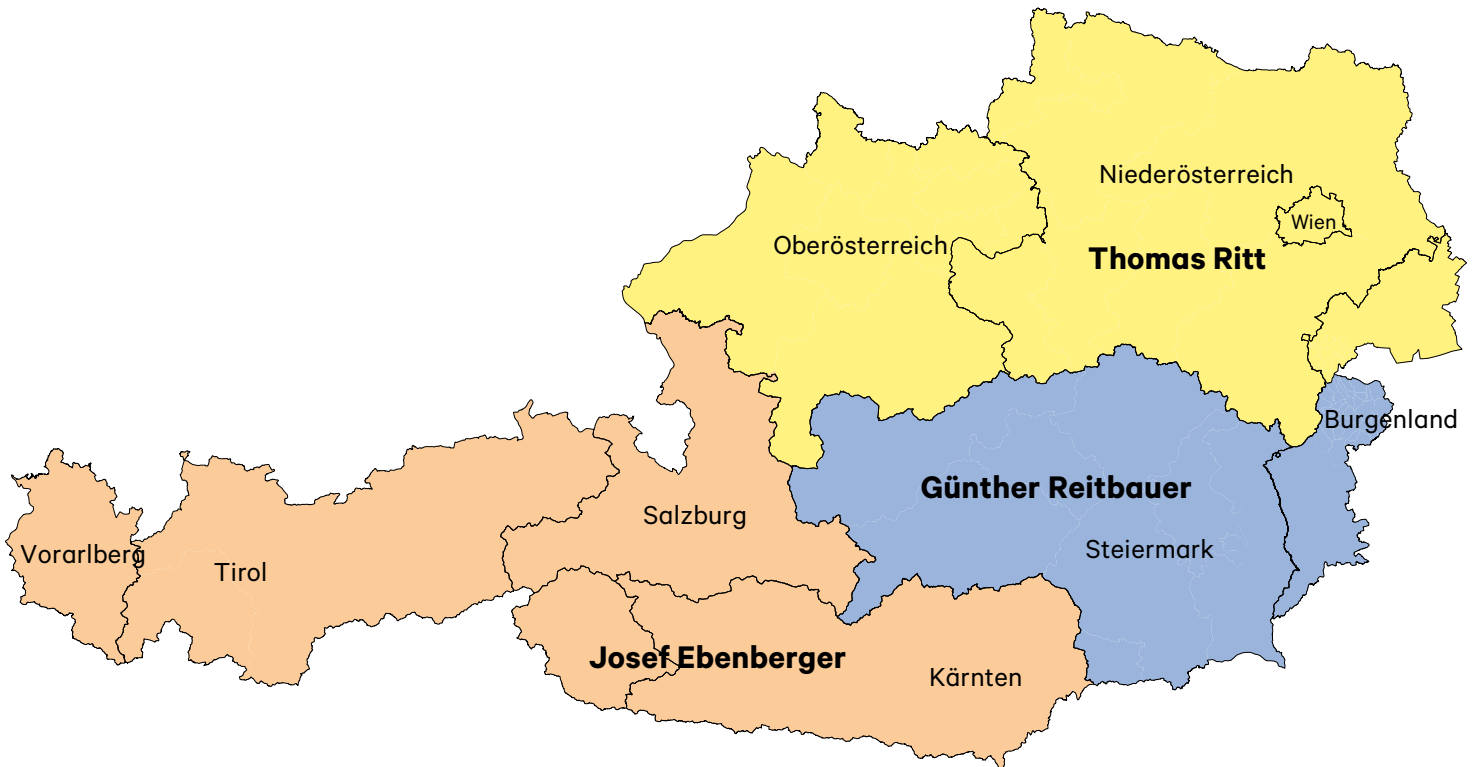 Niederösterreich
Wien
Oberösterreich
Thomas Ritt
Burgenland
Günther Reitbauer
Salzburg
Steiermark
Vorarlberg
Tirol
Josef Ebenberger
Kärnten